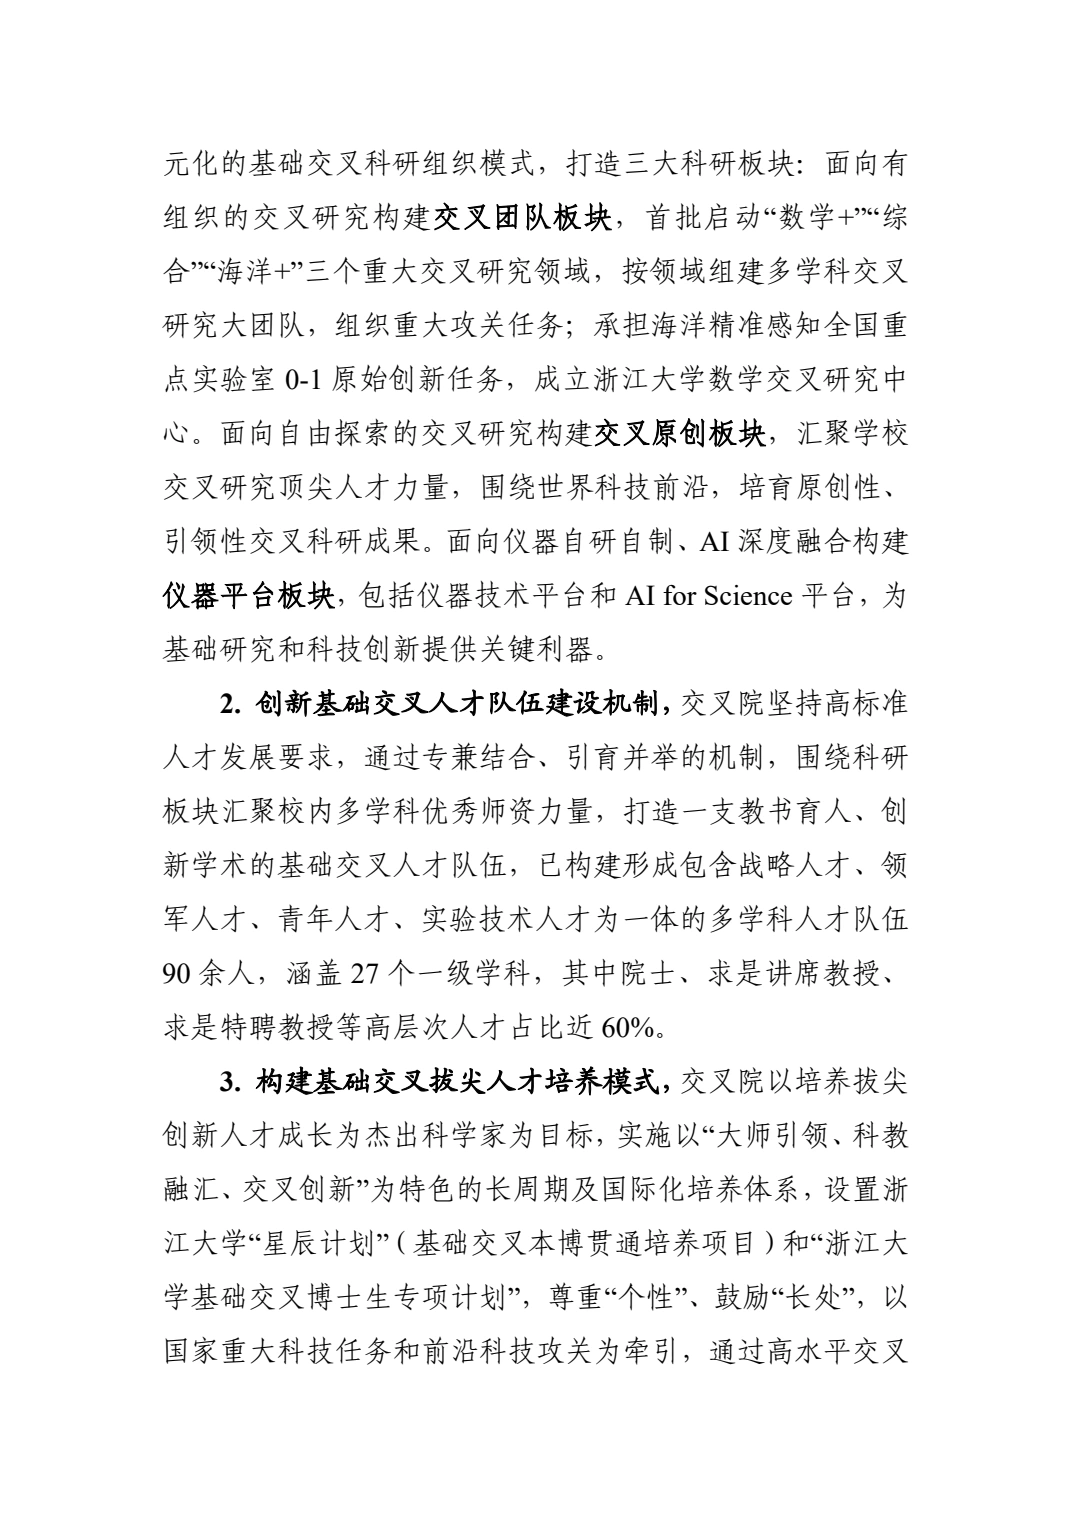 元化的基础交叉科研组织模式，打造三大科研板块：面向有
组织的交叉研究构建交叉团队板块，首批启动“数学+”“综
合”“海洋+”三个重大交叉研究领域，按领域组建多学科交叉
研究大团队，组织重大攻关任务；承担海洋精准感知全国重
点实验室 0-1 原始创新任务，成立浙江大学数学交叉研究中
心。面向自由探索的交叉研究构建交叉原创板块，汇聚学校
交叉研究顶尖人才力量，围绕世界科技前沿，培育原创性、
引领性交叉科研成果。面向仪器自研自制、AI 深度融合构建
仪器平台板块，包括仪器技术平台和 AI for Science 平台，为
基础研究和科技创新提供关键利器。
2. 创新基础交叉人才队伍建设机制，交叉院坚持高标准
人才发展要求，通过专兼结合、引育并举的机制，围绕科研
板块汇聚校内多学科优秀师资力量，打造一支教书育人、创
新学术的基础交叉人才队伍，已构建形成包含战略人才、领
军人才、青年人才、实验技术人才为一体的多学科人才队伍
90 余人，涵盖 27 个一级学科，其中院士、求是讲席教授、
求是特聘教授等高层次人才占比近 60%。
3. 构建基础交叉拔尖人才培养模式，交叉院以培养拔尖
创新人才成长为杰出科学家为目标，实施以“大师引领、科教
融汇、交叉创新”为特色的长周期及国际化培养体系，设置浙
江大学“星辰计划”（基础交叉本博贯通培养项目）和“浙江大
学基础交叉博士生专项计划”，尊重“个性”、鼓励“长处”，以
国家重大科技任务和前沿科技攻关为牵引，通过高水平交叉